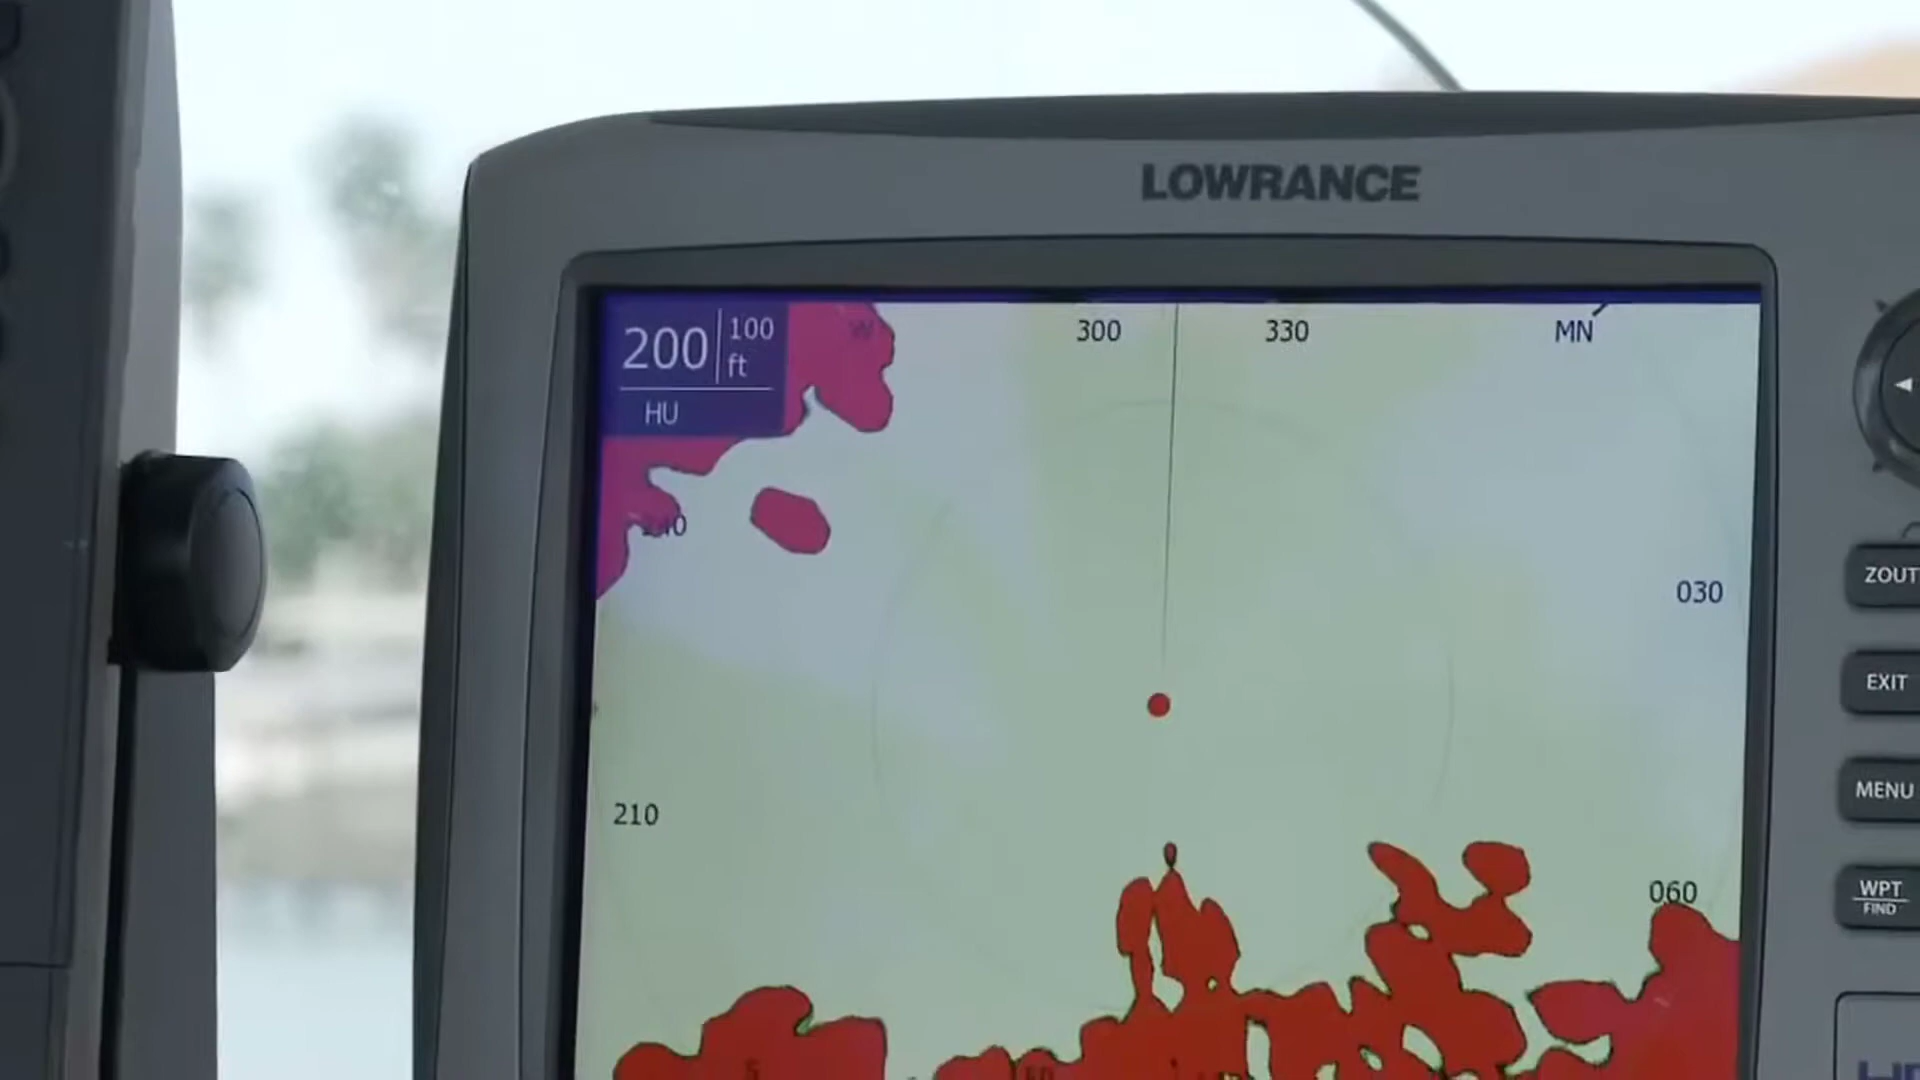 LOWRANCE
200 100 ft
HU
W
300
330
MN
030
210
060
S
ZOUT
EXIT
MENU
WPT
FIND